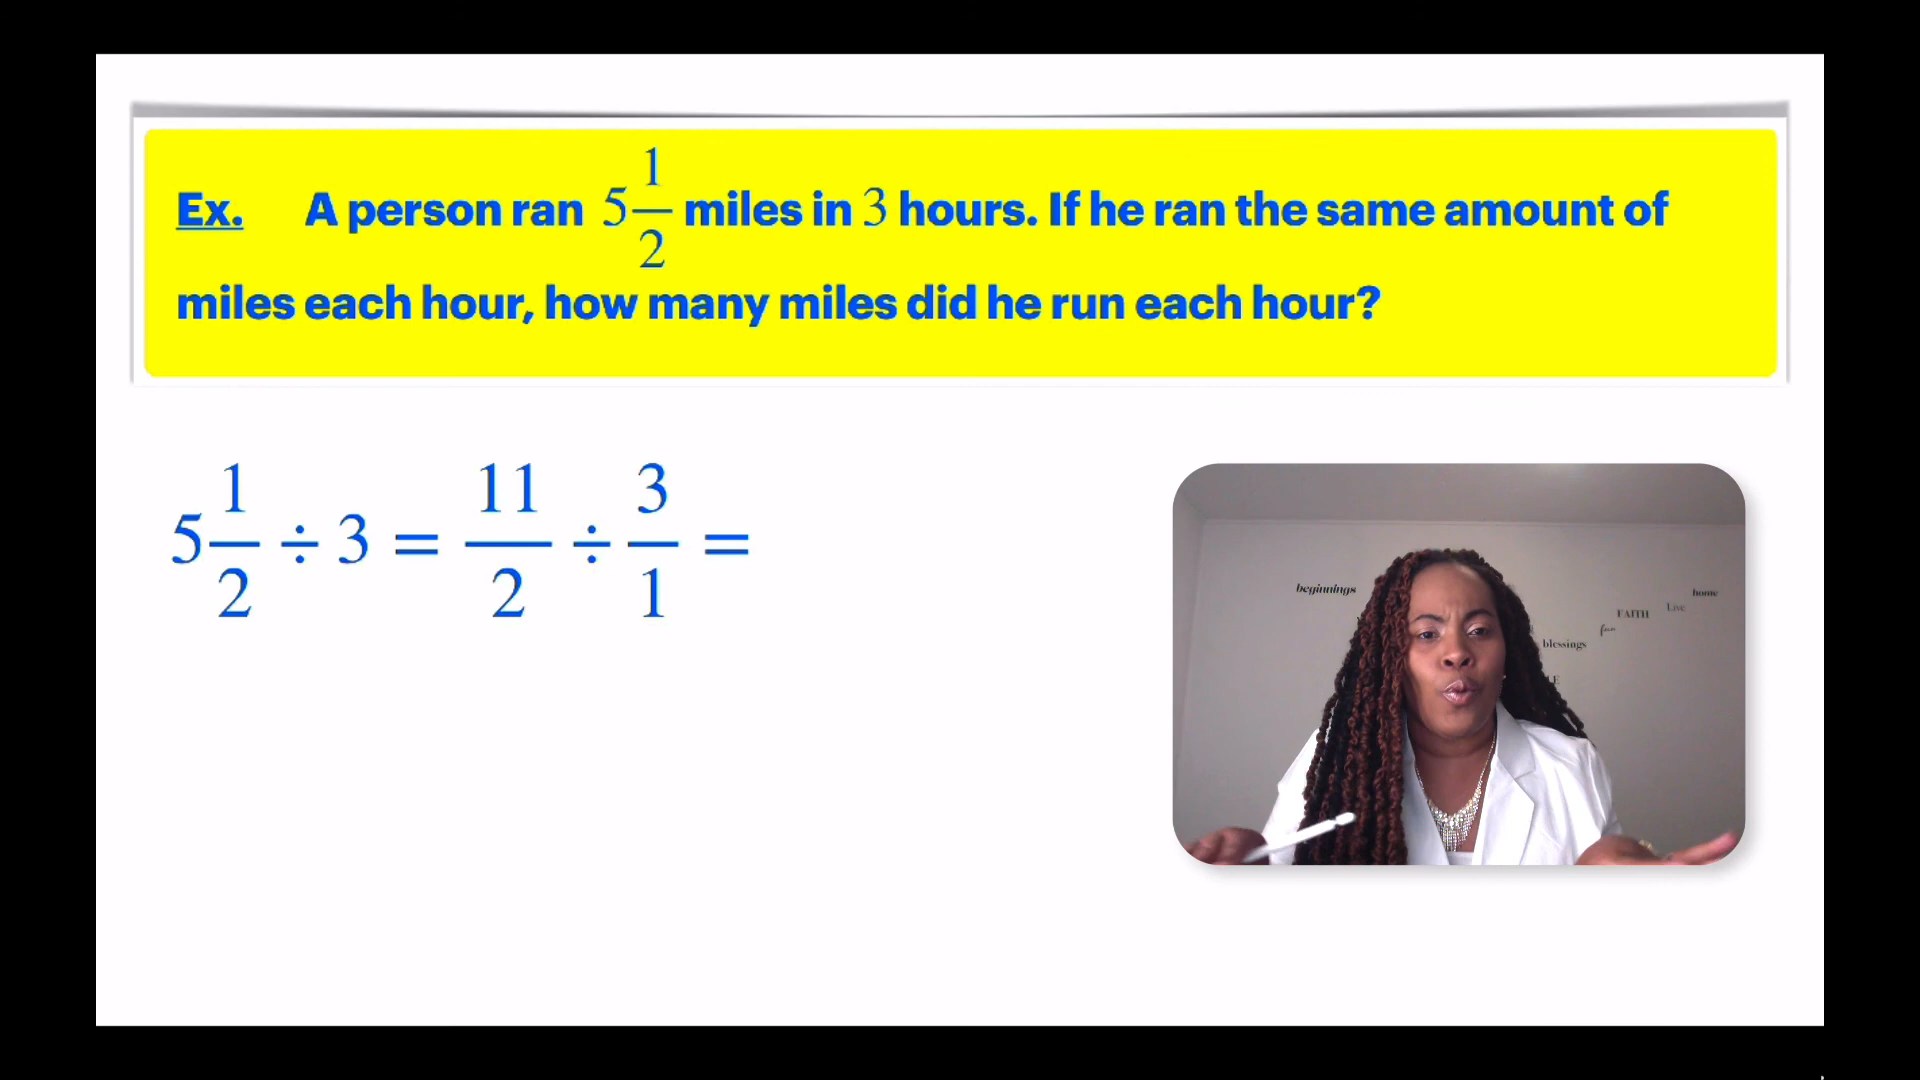 Ex. A person ran 5 1/2 miles in 3 hours. If he ran the same amount of
miles each hour, how many miles did he run each hour?
5 1/2 ÷ 3 = 11/2 ÷ 3/1 =
beginnings
home
FAITH Live
blessings